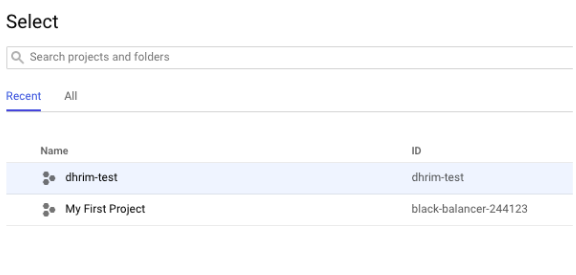 Select
Search projects and folders
Recent All
Name ID
dhrim-test dhrim-test
My First Project black-balancer-244123